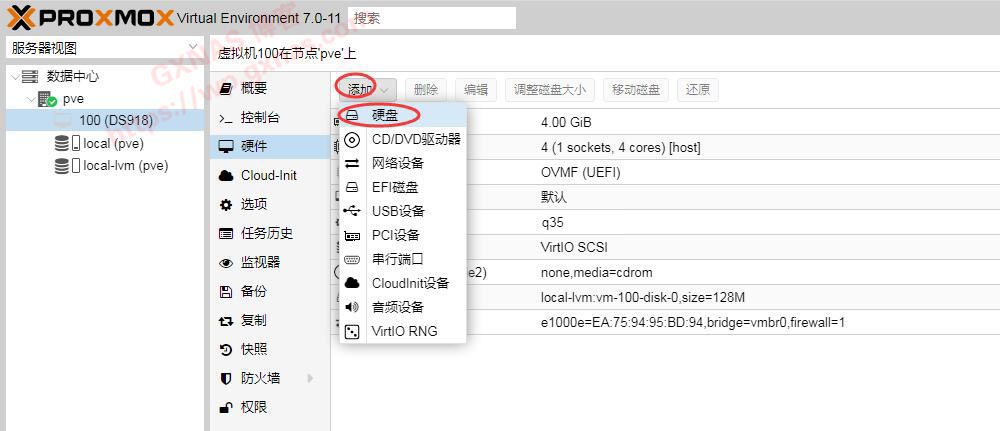 PROXMOX Virtual Environment 7.0-11 搜索
服务器视图
虚拟机100在节点'pve'上
数据中心
pve
100 (DS918)
local (pve)
local-lvm (pve)
概要
控制台
硬件
Cloud-Init
选项
任务历史
监视器
备份
复制
快照
防火墙
权限
添加 删除 编辑 调整磁盘大小 移动磁盘 还原
硬盘
CD/DVD驱动器
网络设备
EFI磁盘
USB设备
PCI设备
串行端口
CloudInit设备
音频设备
VirtIO RNG
4.00 GiB
4 (1 sockets, 4 cores) [host]
OVMF (UEFI)
默认
q35
VirtIO SCSI
e2) none,media=cdrom
local-lvm:vm-100-disk-0,size=128M
e1000e=EA:75:94:95:BD:94,bridge=vmbr0,firewall=1
GXNAS 博客
https://wp.gxnas.com